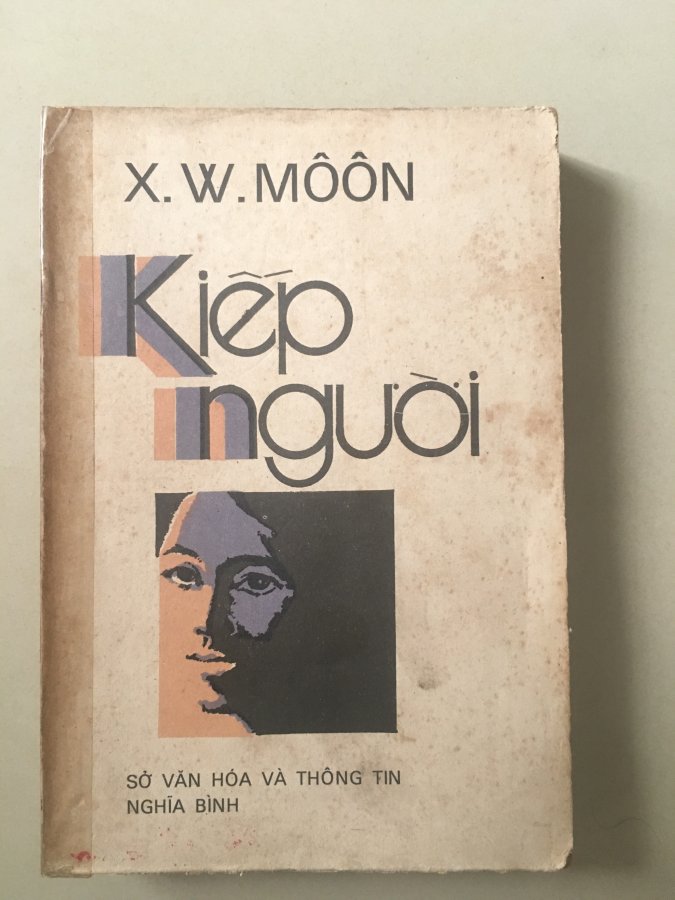 X. W. MÔÔN
Kiếp
người
SỞ VĂN HÓA VÀ THÔNG TIN
NGHĨA BÌNH